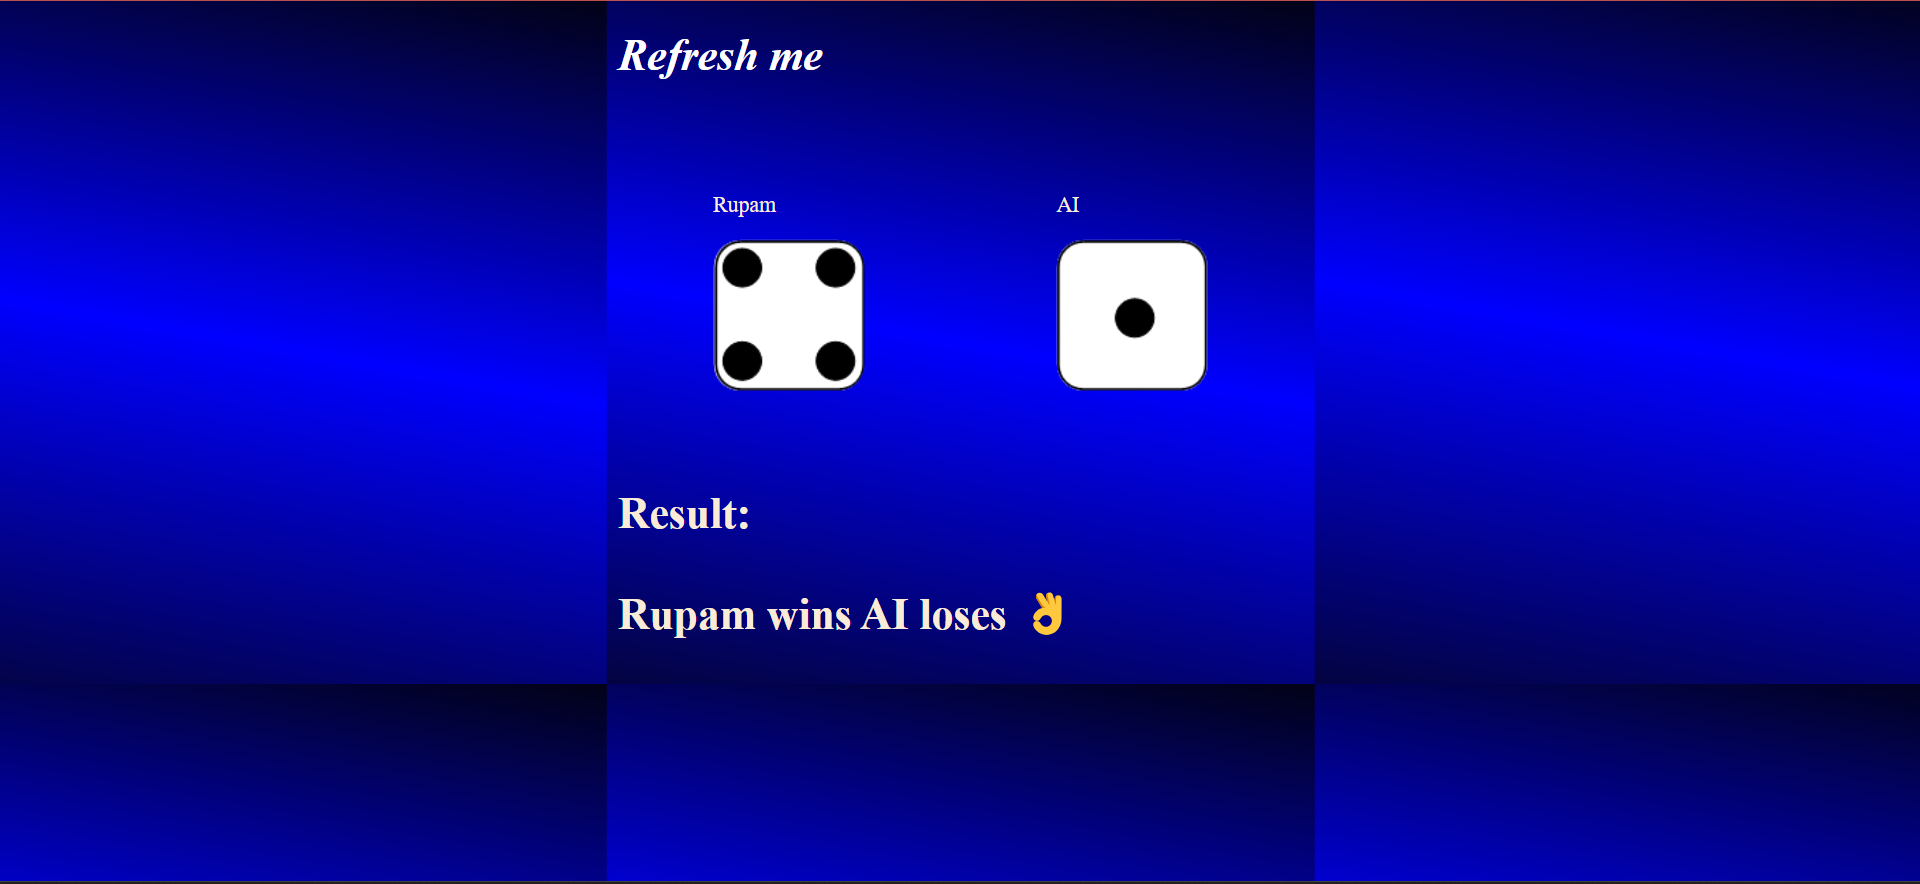 Refresh me
Rupam
AI
Result:
Rupam wins AI loses 👌